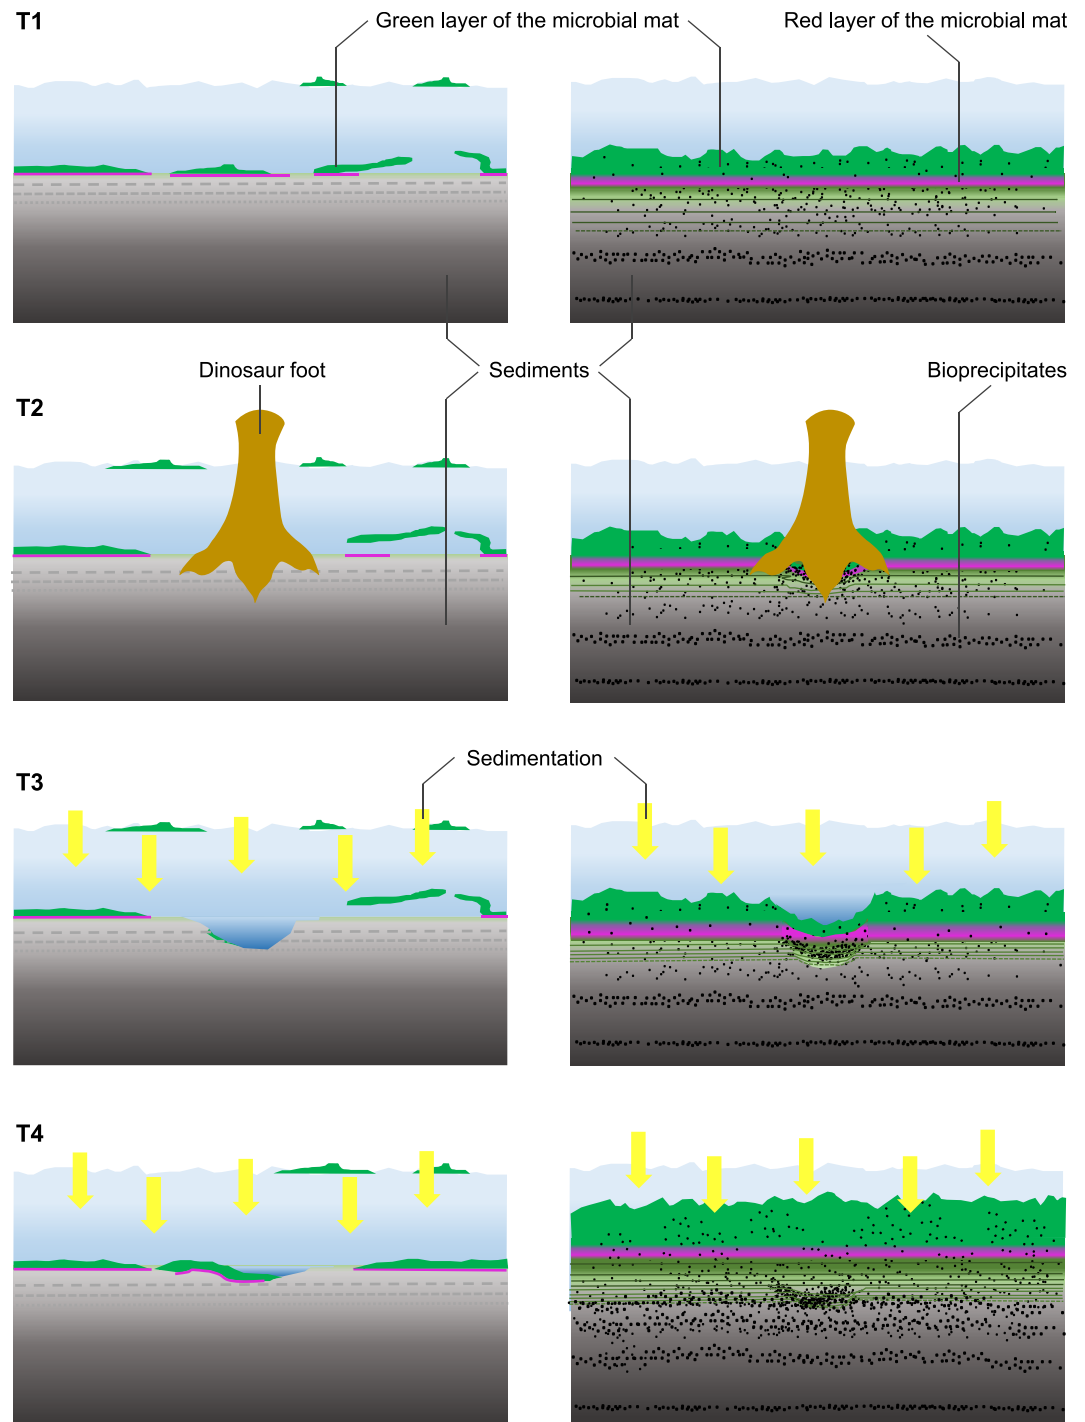 T1
Green layer of the microbial mat
Red layer of the microbial mat
Dinosaur foot
Sediments
Bioprecipitates
T2
Sedimentation
T3
T4